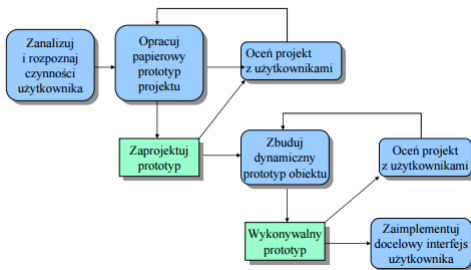 Zanalizuj
i rozpoznaj
czynności
użytkownika
Opracuj
papierowy
prototyp
projektu
Oceń projekt
z użytkownikami
Zaprojektuj
prototyp
Zbuduj
dynamiczny
prototyp obiektu
Oceń projekt
z użytkownikami
Wykonywalny
prototyp
Zaimplementuj
docelowy interfejs
użytkownika